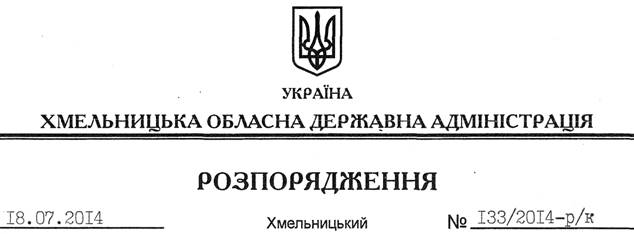 УКРАЇНА
ХМЕЛЬНИЦЬКА ОБЛАСНА ДЕРЖАВНА АДМІНІСТРАЦІЯ
РОЗПОРЯДЖЕННЯ
18.07.2014 Хмельницький № 133/2014-р/к